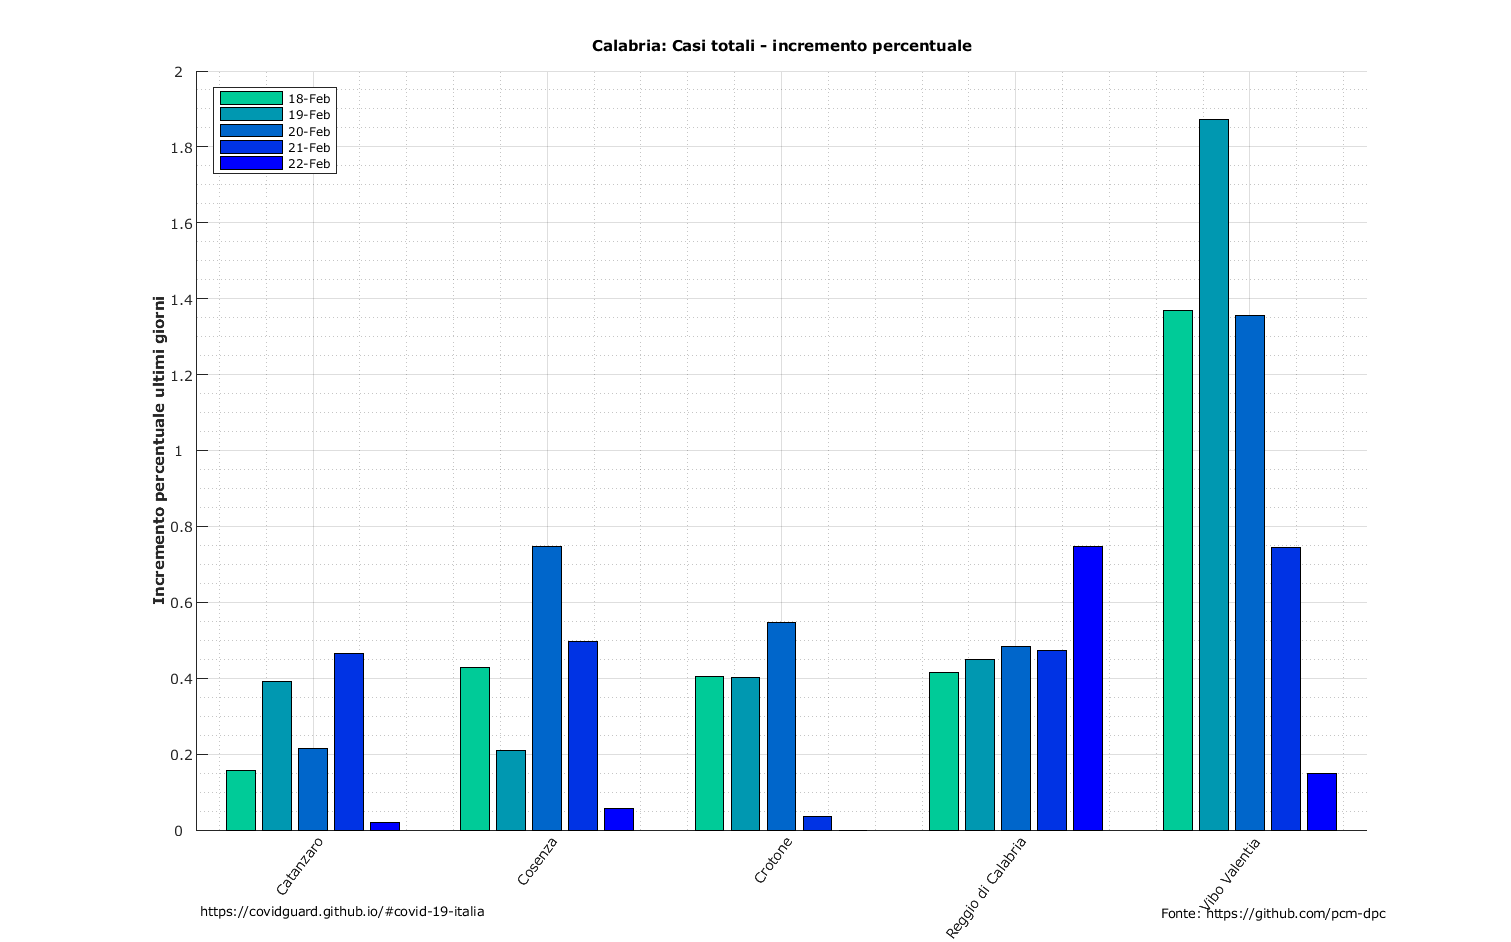 Calabria: Casi totali - incremento percentuale
2
1.8
1.6
1.4
1.2
1
0.8
0.6
0.4
0.2
0
Incremento percentuale ultimi giorni
18-Feb
19-Feb
20-Feb
21-Feb
22-Feb
Catanzaro
Cosenza
Crotone
Reggio di Calabria
Vibo Valentia
https://covidguard.github.io/#covid-19-italia
Fonte: https://github.com/pcm-dpc